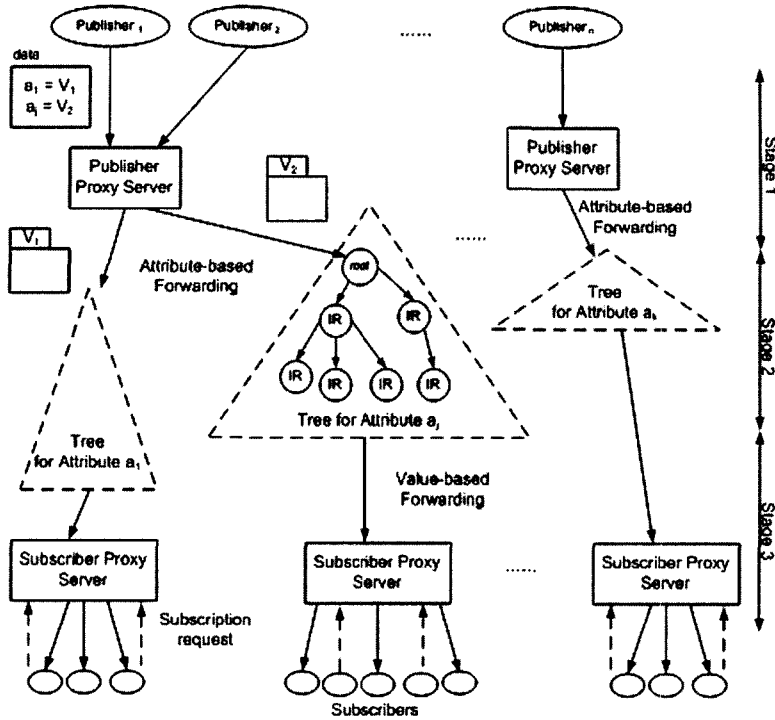 Publisher 1
Publisher 2
......
Publisher n
data
a1 = V1
aj = V2
Publisher
Proxy Server
V2
Publisher
Proxy Server
Stage 1
V1
Attribute-based
Forwarding
......
Attribute-based
Forwarding
root
IR
IR
IR
IR
IR
IR
Tree for Attribute aj
Tree
for Attribute ak
Stage 2
Tree
for Attribute a1
Value-based
Forwarding
Subscriber Proxy
Server
Subscriber Proxy
Server
......
Subscriber Proxy
Server
Stage 3
Subscription
request
Subscribers